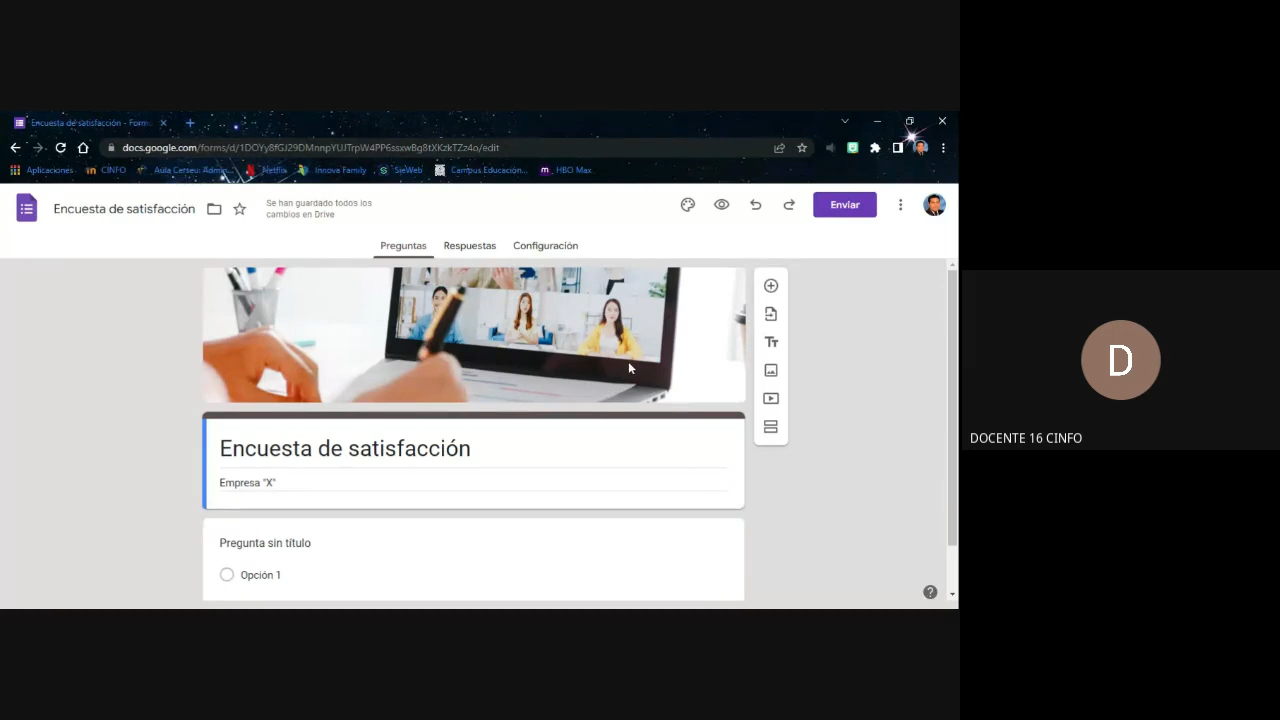 Encuesta de satisfacción - Form
docs.google.com/forms/d/1DOYy8fGJ29DMnnpYUJTrpW4PP6ssxwBg8tXKzkTZz4o/edit
Aplicaciones CINFO Aula Cerseu: Admin... Netflix Innova Family SieWeb Campus Educación... HBO Max
Encuesta de satisfacción
Se han guardado todos los
cambios en Drive
Enviar
Preguntas Respuestas Configuración
Encuesta de satisfacción
Empresa "X"
Pregunta sin título
Opción 1
D
DOCENTE 16 CINFO